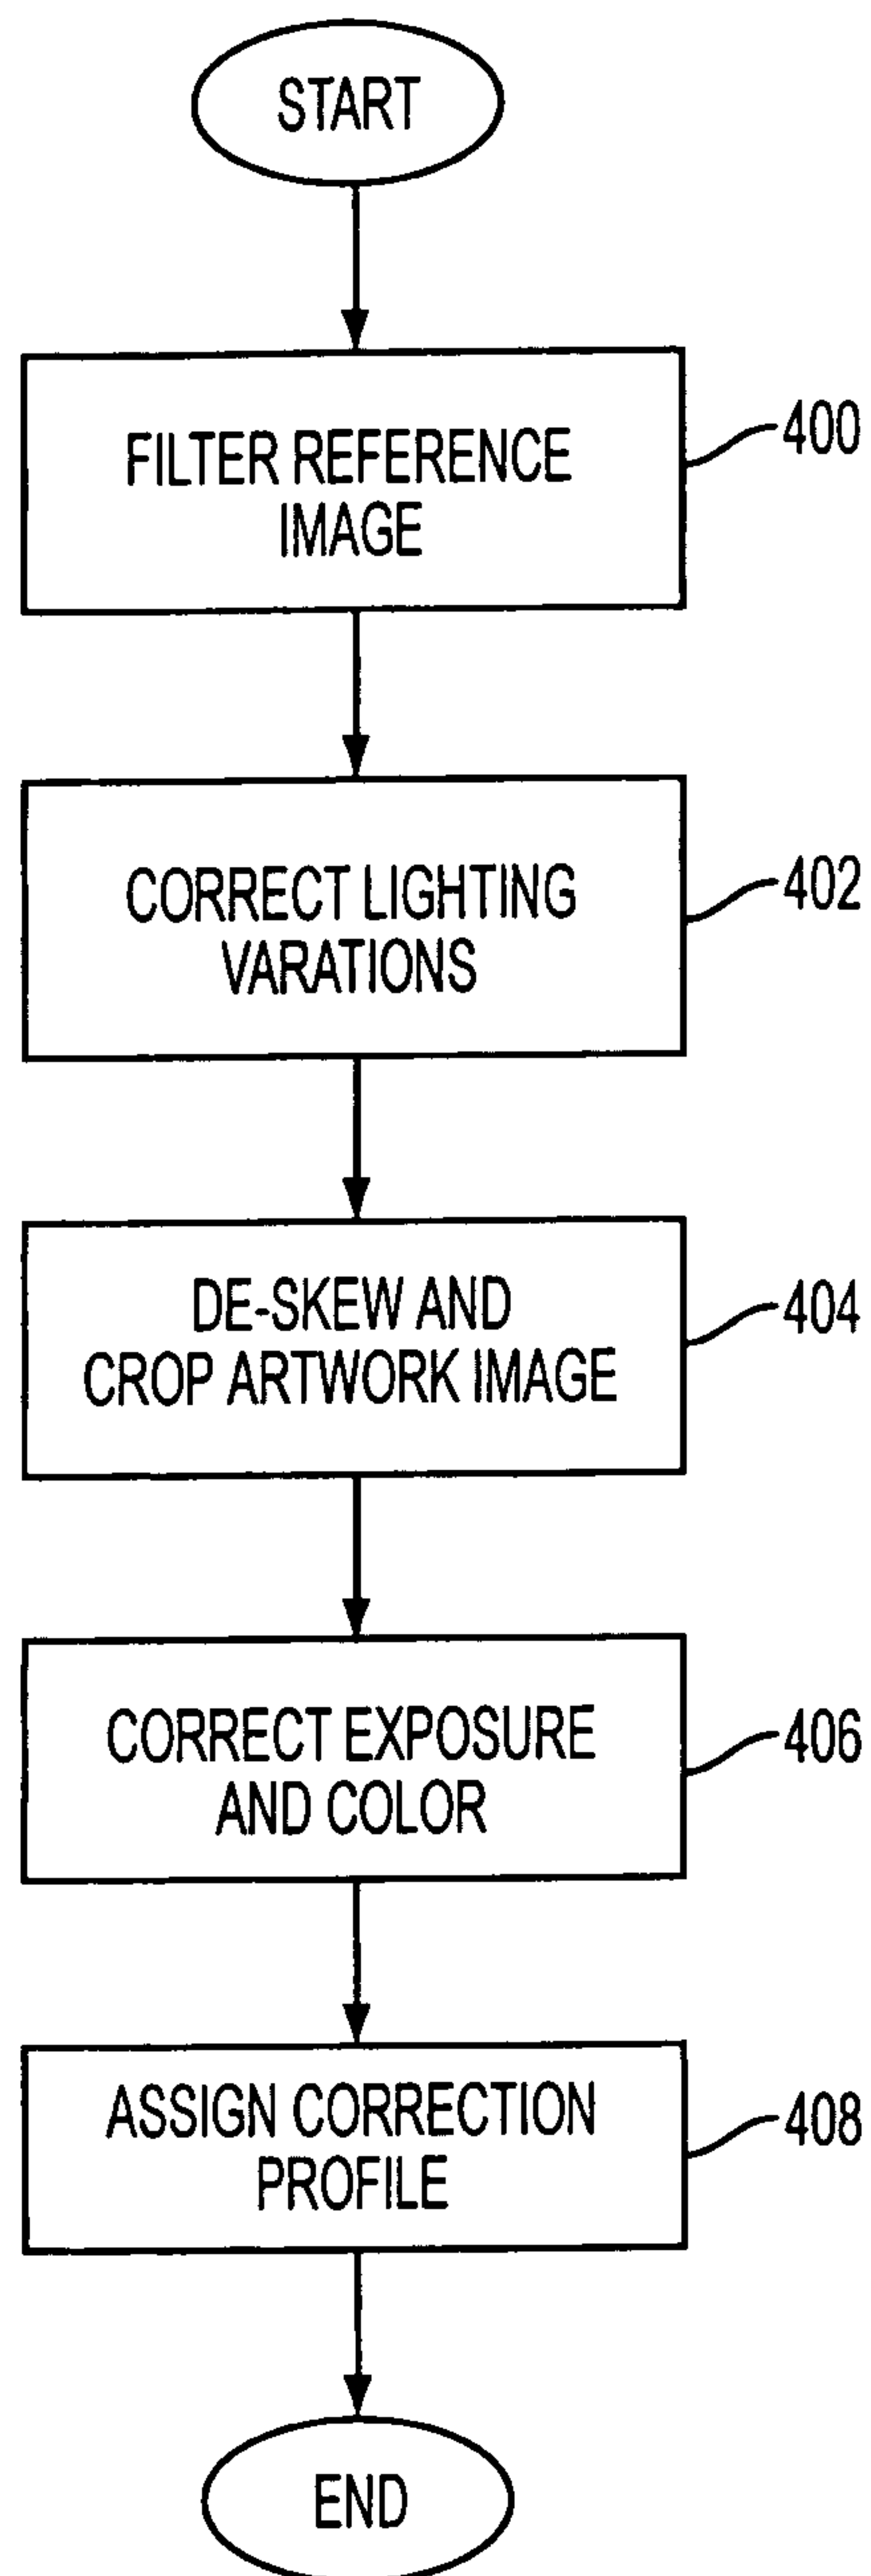 START
FILTER REFERENCE
IMAGE
400
CORRECT LIGHTING
VARATIONS
402
DE-SKEW AND
CROP ARTWORK IMAGE
404
CORRECT EXPOSURE
AND COLOR
406
ASSIGN CORRECTION
PROFILE
408
END